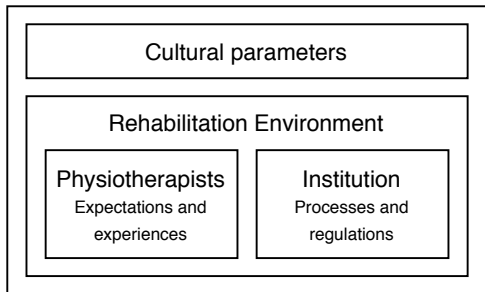 Cultural parameters
Rehabilitation Environment
Physiotherapists
Expectations and
experiences
Institution
Processes and
regulations